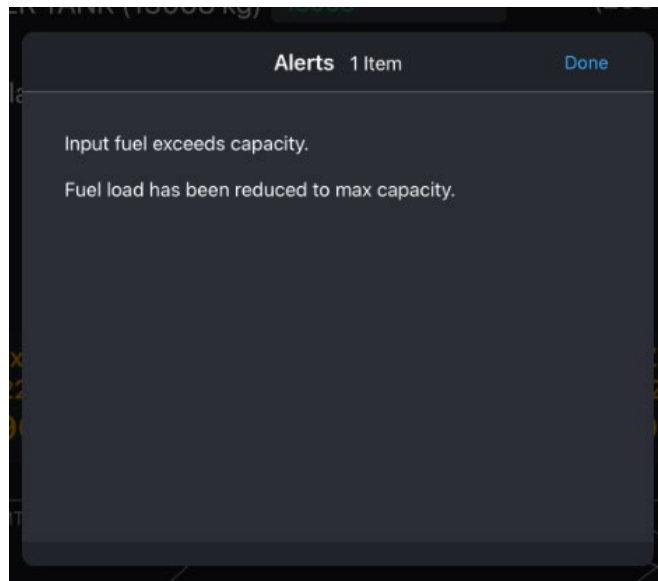 Alerts 1 Item
Done
Input fuel exceeds capacity.
Fuel load has been reduced to max capacity.